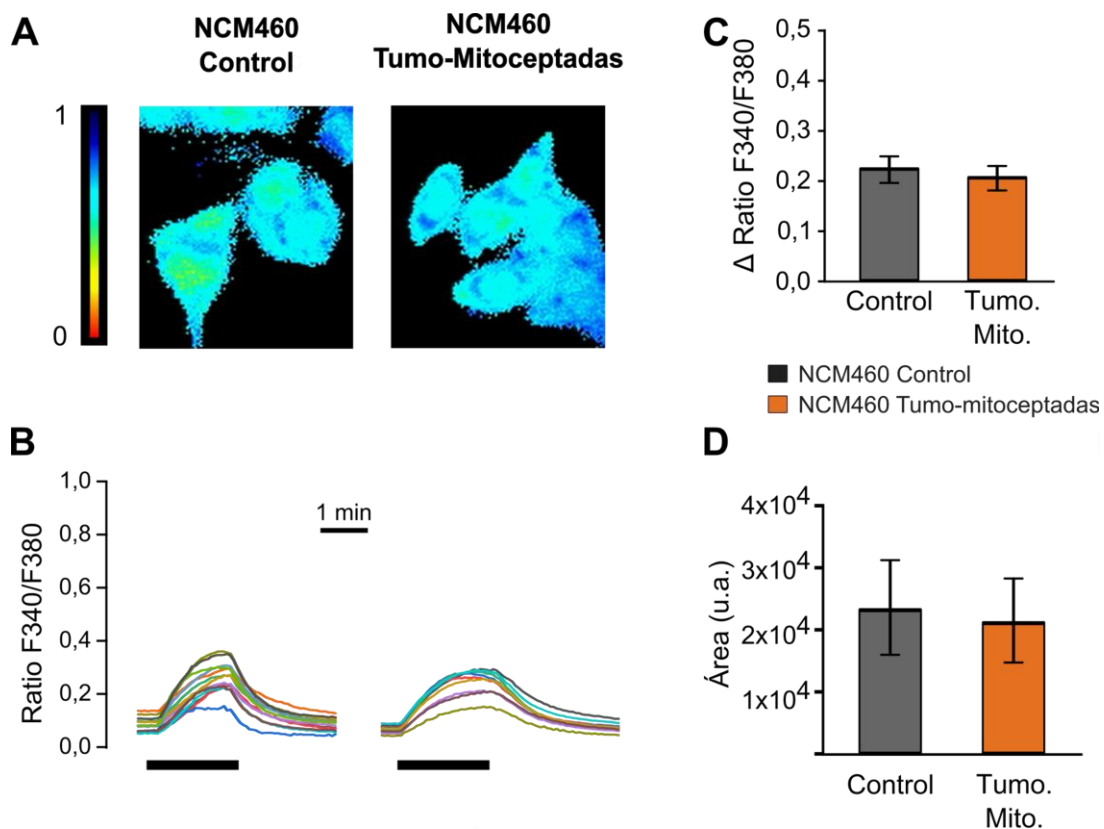 A
NCM460
Control
NCM460
Tumo-Mitoceptadas
1
0
B
Ratio F340/F380
1,0
0,8
0,6
0,4
0,2
0,0
1 min
C
Δ Ratio F340/F380
0,5
0,4
0,3
0,2
0,1
0,0
Control
Tumo.
Mito.
NCM460 Control
NCM460 Tumo-mitoceptadas
D
Área (u.a.)
4x10⁴
3x10⁴
2x10⁴
1x10⁴
Control
Tumo.
Mito.